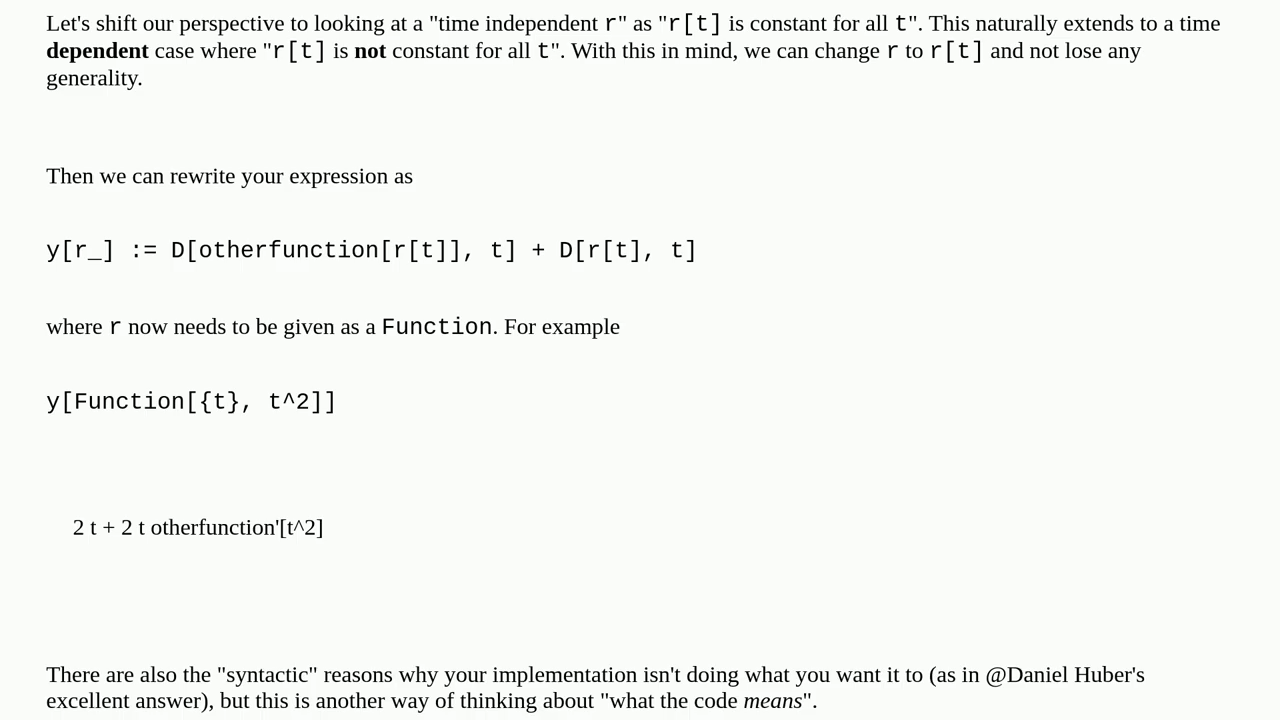 Let's shift our perspective to looking at a "time independent r" as "r[t] is constant for all t". This naturally extends to a time
dependent case where "r[t] is not constant for all t". With this in mind, we can change r to r[t] and not lose any
generality.
Then we can rewrite your expression as
y[r_] := D[otherfunction[r[t]], t] + D[r[t], t]
where r now needs to be given as a Function. For example
y[Function[{t}, t^2]]
2 t + 2 t otherfunction'[t^2]
There are also the "syntactic" reasons why your implementation isn't doing what you want it to (as in @Daniel Huber's
excellent answer), but this is another way of thinking about "what the code means".